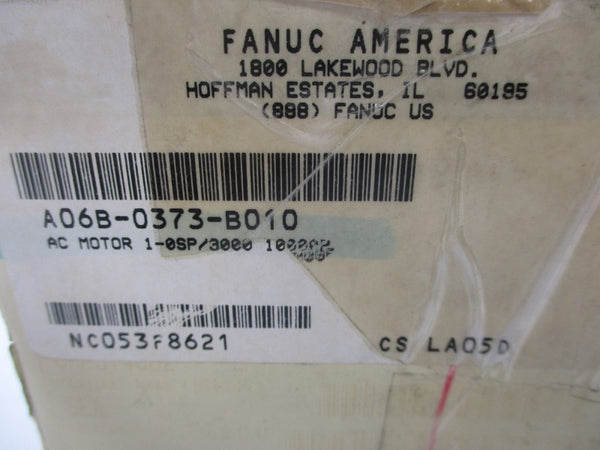 FANUC AMERICA
1800 LAKEWOOD BLVD.
HOFFMAN ESTATES, IL 60195
(888) FANUC US
A06B-0373-B010
AC MOTOR 1-0SP/3000
NC053F8621
CS LA05D